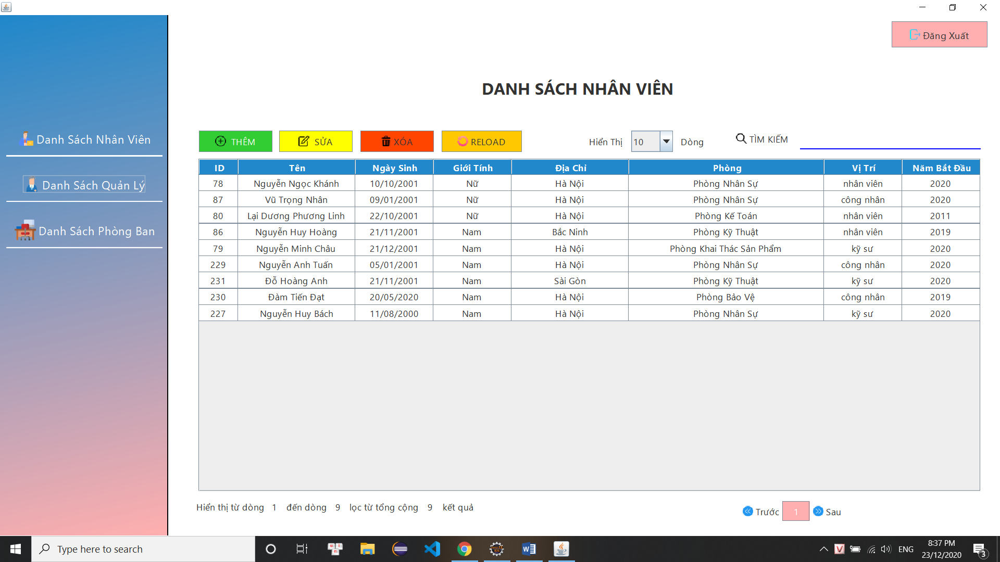 Đăng Xuất
DANH SÁCH NHÂN VIÊN
Danh Sách Nhân Viên
Danh Sách Quản Lý
Danh Sách Phòng Ban
THÊM SỬA XÓA RELOAD Hiển Thị 10 Dòng TÌM KIẾM
ID Tên Ngày Sinh Giới Tính Địa Chỉ Phòng Vị Trí Năm Bắt Đầu
78 Nguyễn Ngọc Khánh 10/10/2001 Nữ Hà Nội Phòng Nhân Sự nhân viên 2020
87 Vũ Trọng Nhân 09/01/2001 Nữ Hà Nội Phòng Nhân Sự công nhân 2020
80 Lại Dương Phương Linh 22/10/2001 Nữ Hà Nội Phòng Kế Toán nhân viên 2011
86 Nguyễn Huy Hoàng 21/11/2001 Nam Bắc Ninh Phòng Kỹ Thuật nhân viên 2019
79 Nguyễn Minh Châu 21/12/2001 Nam Hà Nội Phòng Khai Thác Sản Phẩm kỹ sư 2020
229 Nguyễn Anh Tuấn 05/01/2001 Nam Hà Nội Phòng Nhân Sự công nhân 2020
231 Đỗ Hoàng Anh 21/11/2001 Nam Sài Gòn Phòng Kỹ Thuật kỹ sư 2020
230 Đàm Tiến Đạt 20/05/2020 Nam Hà Nội Phòng Bảo Vệ công nhân 2019
227 Nguyễn Huy Bách 11/08/2000 Nam Hà Nội Phòng Nhân Sự kỹ sư 2020
Hiển thị từ dòng 1 đến dòng 9 lọc từ tổng cộng 9 kết quả
Trước 1 Sau
Type here to search
ENG
8:37 PM
23/12/2020
3